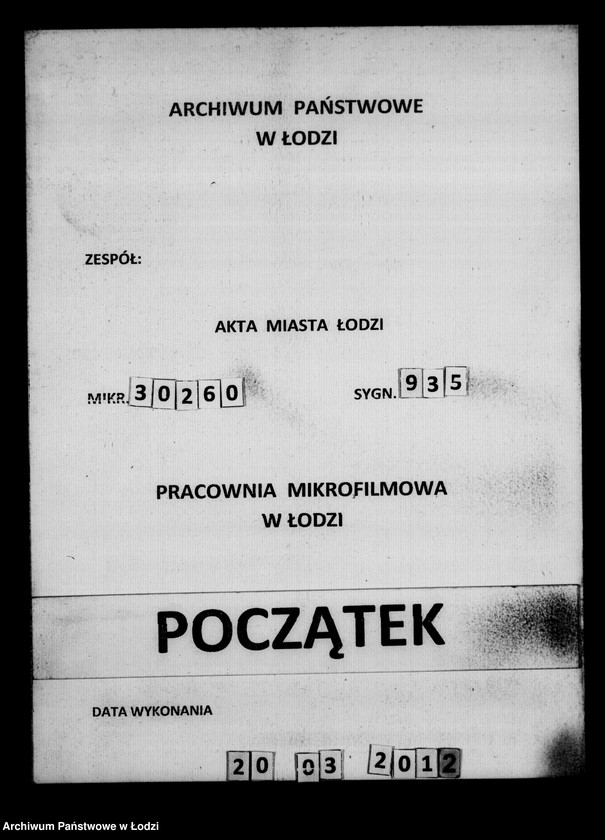 ARCHIWUM PAŃSTWOWE
W ŁODZI
ZESPÓŁ:
AKTA MIASTA ŁODZI
MIKR. 30260 SYGN. 935
PRACOWNIA MIKROFILMOWA
W ŁODZI
POCZĄTEK
DATA WYKONANIA
20 03 2012
Archiwum Państwowe w Łodzi